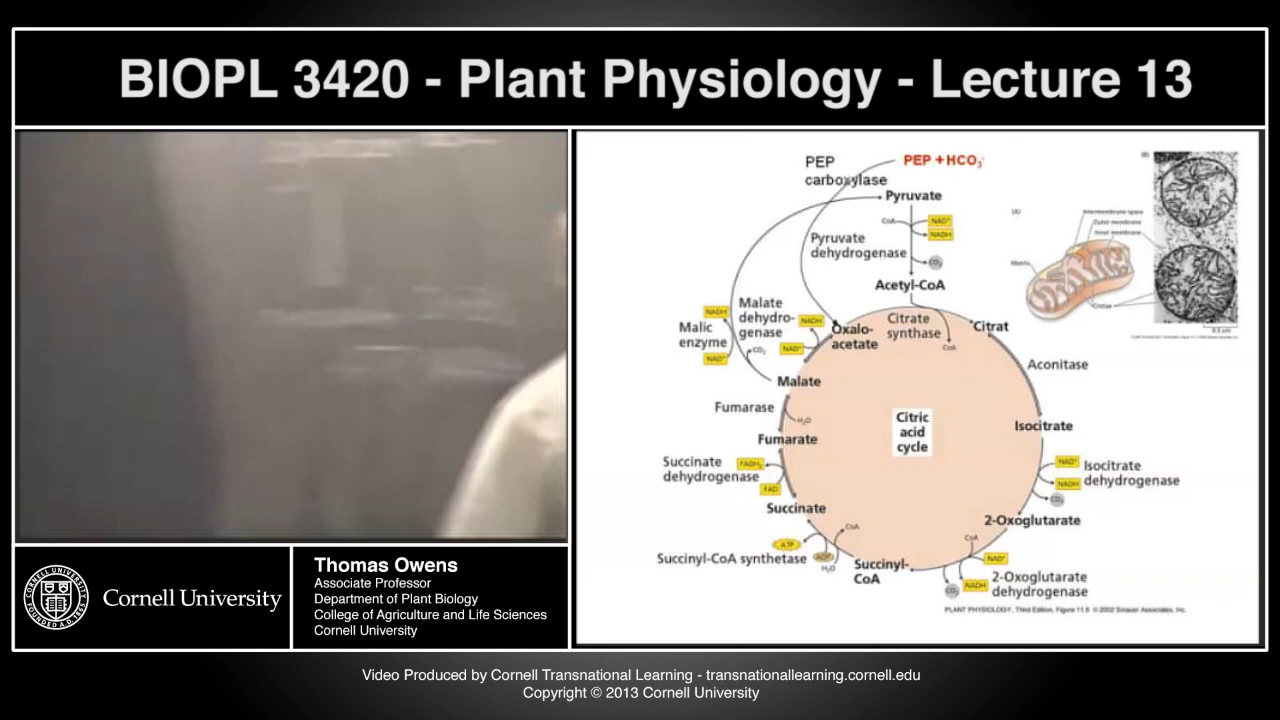 BIOPL 3420 - Plant Physiology - Lecture 13
PEP
carboxylase
PEP + HCO3-
Pyruvate
CoA
NAD+
NADH
Pyruvate
dehydrogenase
CO2
Acetyl-CoA
Malate
dehydro-
genase
NADH
NADH
Malic
enzyme
NAD+
NAD+
CO2
Oxalo-
acetate
Citrate
synthase
CoA
Citrat
Aconitase
Malate
Fumarase
H2O
Fumarate
Citric
acid
cycle
Isocitrate
Succinate
dehydrogenase
FADH2
FAD
NAD+
NADH
CO2
Isocitrate
dehydrogenase
Succinate
2-Oxoglutarate
CoA
CoA
ATP
ADP
H2O
Succinyl-CoA synthetase
Succinyl-
CoA
NAD+
NADH
CO2
2-Oxoglutarate
dehydrogenase
PLANT PHYSIOLOGY, Third Edition, Figure 11.5 © 2002 Sinauer Associates, Inc.
(A)
Intermembrane space
Outer membrane
Inner membrane
Matrix
Cristae
Cornell University
Thomas Owens
Associate Professor
Department of Plant Biology
College of Agriculture and Life Sciences
Cornell University
Video Produced by Cornell Transnational Learning - transnationallearning.cornell.edu
Copyright © 2013 Cornell University